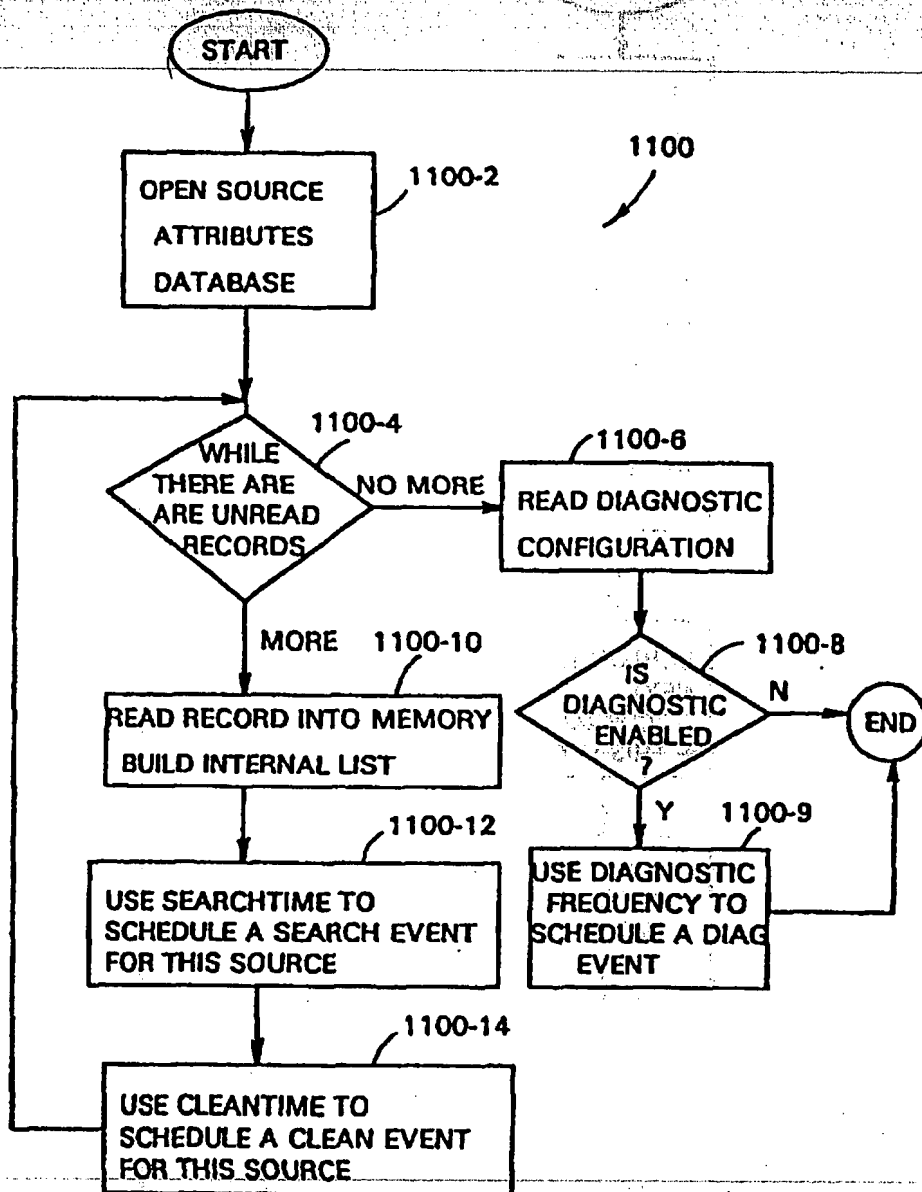 START
1100
1100-2
OPEN SOURCE
ATTRIBUTES
DATABASE
1100-4
WHILE
THERE ARE
ARE UNREAD
RECORDS
NO MORE
1100-6
READ DIAGNOSTIC
CONFIGURATION
MORE
1100-10
READ RECORD INTO MEMORY
BUILD INTERNAL LIST
1100-8
IS
DIAGNOSTIC
ENABLED
?
N
END
Y
1100-9
USE DIAGNOSTIC
FREQUENCY TO
SCHEDULE A DIAG
EVENT
1100-12
USE SEARCHTIME TO
SCHEDULE A SEARCH EVENT
FOR THIS SOURCE
1100-14
USE CLEANTIME TO
SCHEDULE A CLEAN EVENT
FOR THIS SOURCE